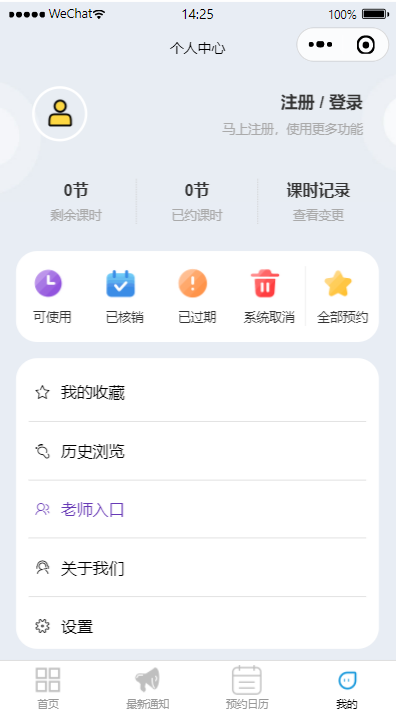 WeChat 14:25 100%
个人中心
注册 / 登录
马上注册，使用更多功能
0节 0节 课时记录
剩余课时 已约课时 查看变更
可使用 已核销 已过期 系统取消 全部预约
我的收藏
历史浏览
老师入口
关于我们
设置
首页 最新通知 预约日历 我的